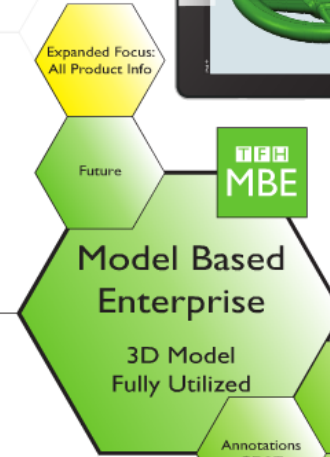 Expanded Focus:
All Product Info
Future
TFH
MBE
Model Based
Enterprise
3D Model
Fully Utilized
Annotations